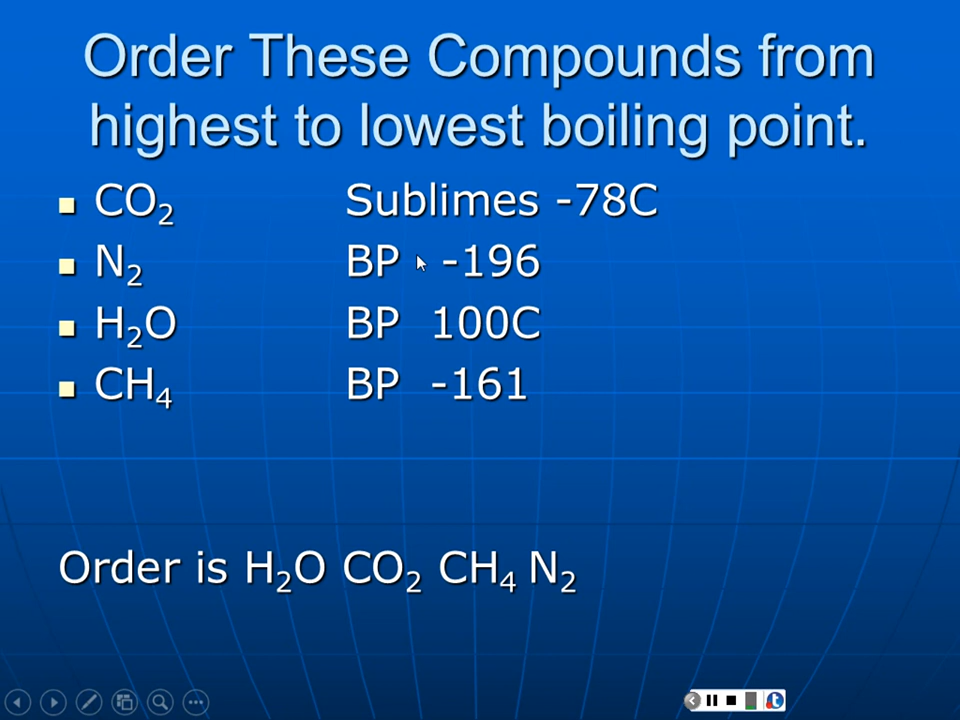 Order These Compounds from
highest to lowest boiling point.
CO₂ Sublimes -78C
N₂ BP -196
H₂O BP 100C
CH₄ BP -161
Order is H₂O CO₂ CH₄ N₂